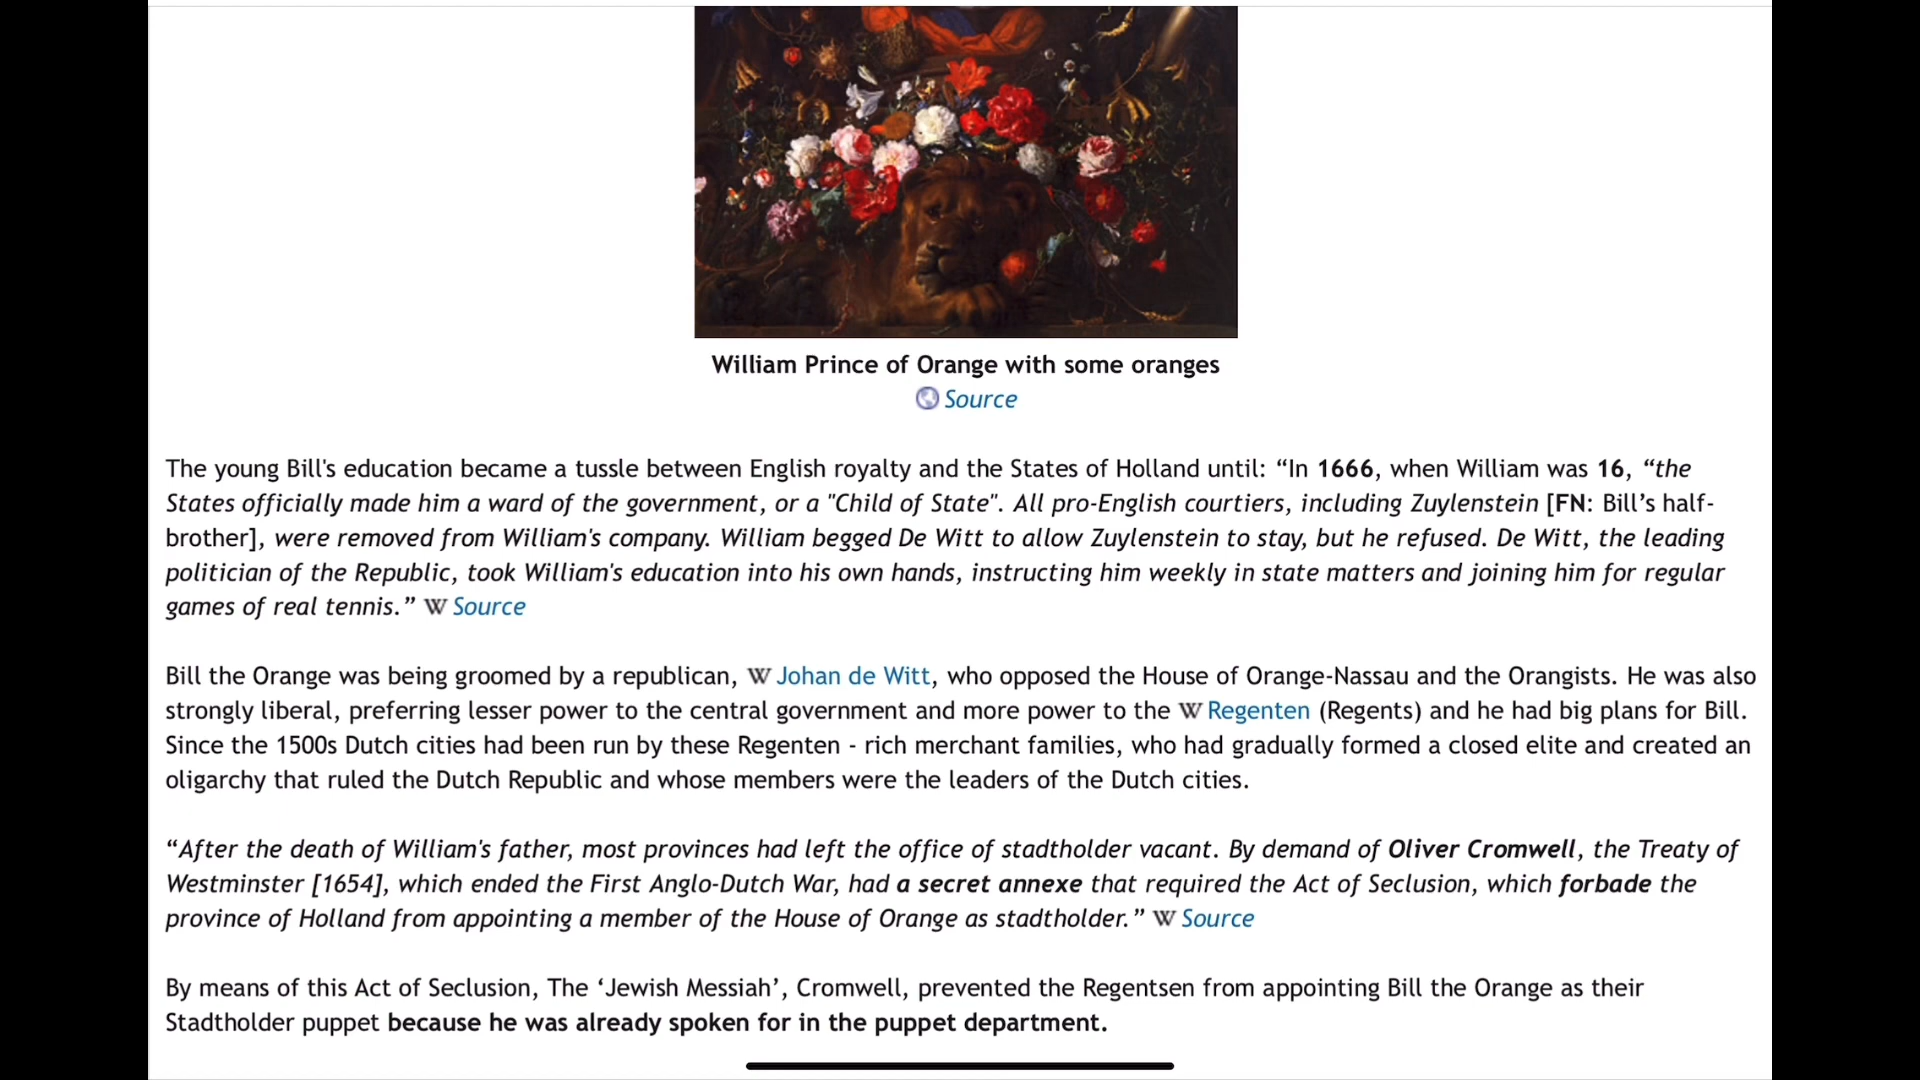 William Prince of Orange with some oranges
Source
The young Bill's education became a tussle between English royalty and the States of Holland until: “In 1666, when William was 16, “the
States officially made him a ward of the government, or a "Child of State". All pro-English courtiers, including Zuylenstein [FN: Bill’s half-
brother], were removed from William's company. William begged De Witt to allow Zuylenstein to stay, but he refused. De Witt, the leading
politician of the Republic, took William's education into his own hands, instructing him weekly in state matters and joining him for regular
games of real tennis.” W Source
Bill the Orange was being groomed by a republican, W Johan de Witt, who opposed the House of Orange-Nassau and the Orangists. He was also
strongly liberal, preferring lesser power to the central government and more power to the W Regenten (Regents) and he had big plans for Bill.
Since the 1500s Dutch cities had been run by these Regenten - rich merchant families, who had gradually formed a closed elite and created an
oligarchy that ruled the Dutch Republic and whose members were the leaders of the Dutch cities.
“After the death of William's father, most provinces had left the office of stadtholder vacant. By demand of Oliver Cromwell, the Treaty of
Westminster [1654], which ended the First Anglo-Dutch War, had a secret annexe that required the Act of Seclusion, which forbade the
province of Holland from appointing a member of the House of Orange as stadtholder.” W Source
By means of this Act of Seclusion, The ‘Jewish Messiah’, Cromwell, prevented the Regentsen from appointing Bill the Orange as their
Stadtholder puppet because he was already spoken for in the puppet department.